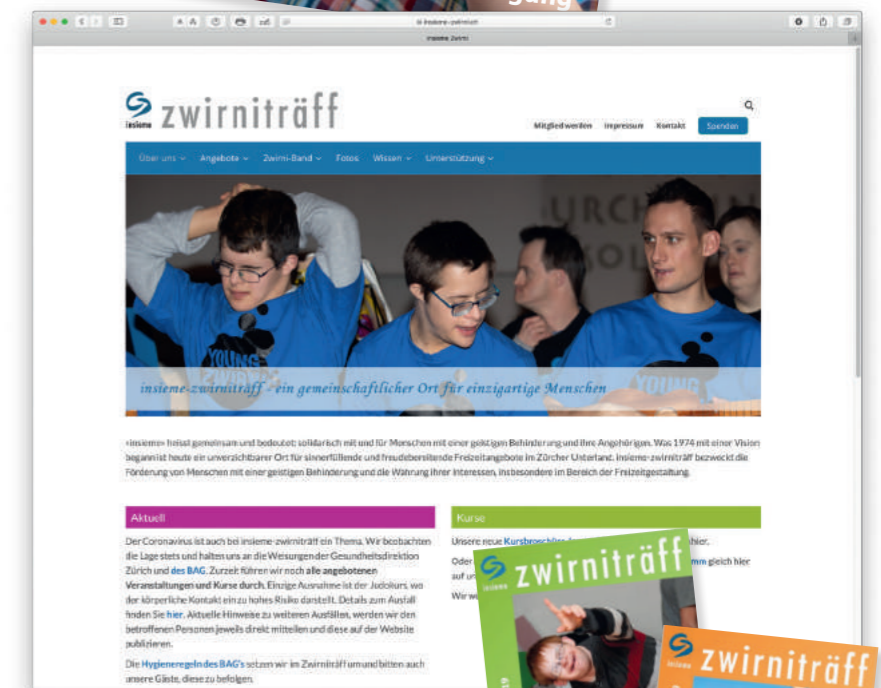 gang
insieme Zwirni
insieme zwirniträff
Mitglied werden Impressum Kontakt Spenden
Über uns Angebote Zwirni-Band Fotos Wissen Unterstützung
YOUNG
insieme-zwirniträff - ein gemeinschaftlicher Ort für einzigartige Menschen
YOUNG
«insieme» heisst gemeinsam und bedeutet: solidarisch mit und für Menschen mit einer geistigen Behinderung und ihre Angehörigen. Was 1974 mit einer Vision
begann ist heute ein unverzichtbarer Ort für sinnerfüllende und freudebereitende Freizeitangebote im Zürcher Unterland. insieme-zwirniträff bezweckt die
Förderung von Menschen mit einer geistigen Behinderung und die Wahrung ihrer Interessen, insbesondere im Bereich der Freizeitgestaltung.
Aktuell
Der Coronavirus ist auch bei insieme-zwirniträff ein Thema. Wir beobachten
die Lage stets und halten uns an die Weisungen der Gesundheitsdirektion
Zürich und des BAG. Zurzeit führen wir noch alle angebotenen
Veranstaltungen und Kurse durch. Einzige Ausnahme ist der Judokurs, wo
der körperliche Kontakt ein zu hohes Risiko darstellt. Details zum Ausfall
finden Sie hier. Aktuelle Hinweise zu weiteren Ausfällen, werden wir den
betroffenen Personen jeweils direkt mitteilen und diese auf der Website
publizieren.
Die Hygieneregeln des BAG's setzen wir im Zwirniträff um und bitten auch
unsere Gäste, diese zu befolgen.
Kurse
Unsere neue Kursbroschüre hier.
Oder gleich hier
auf
insieme zwirniträff
19
insieme zwirniträff